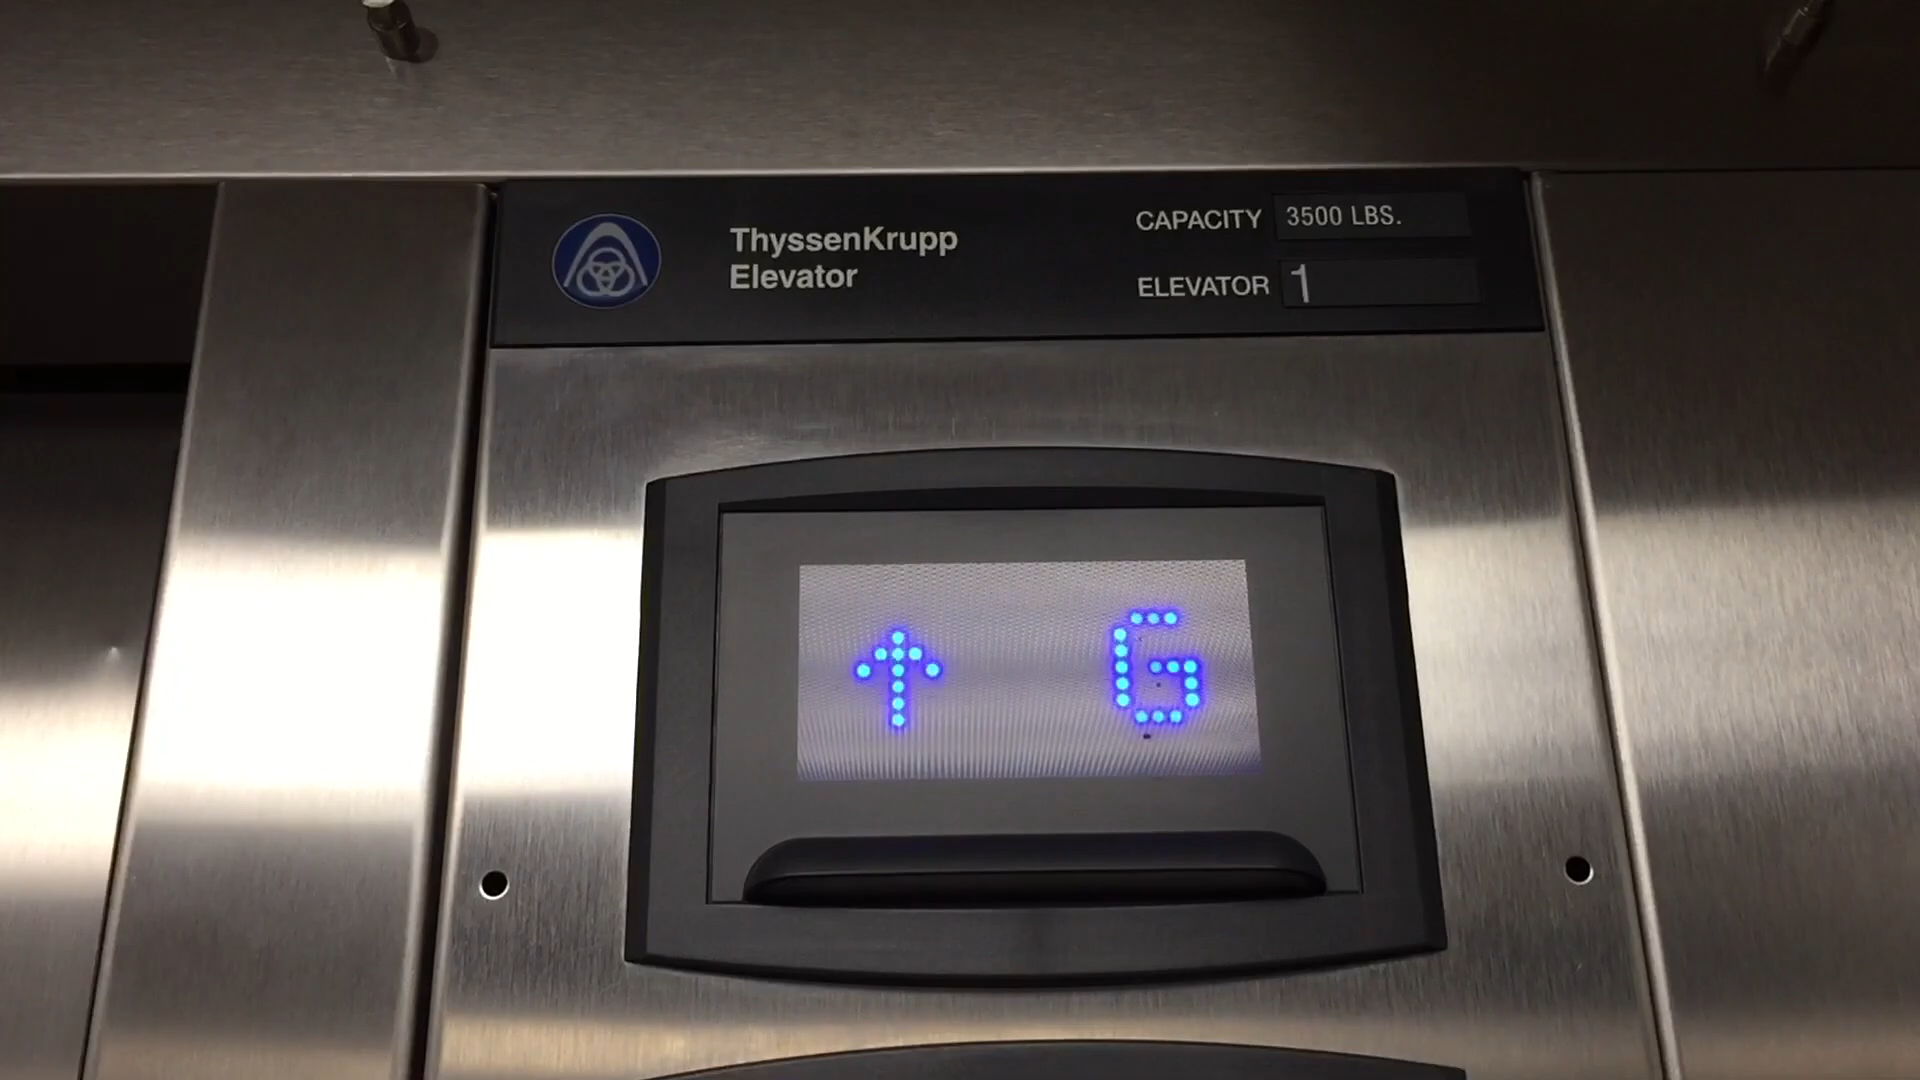 ThyssenKrupp
Elevator
CAPACITY 3500 LBS.
ELEVATOR 1
↑ G